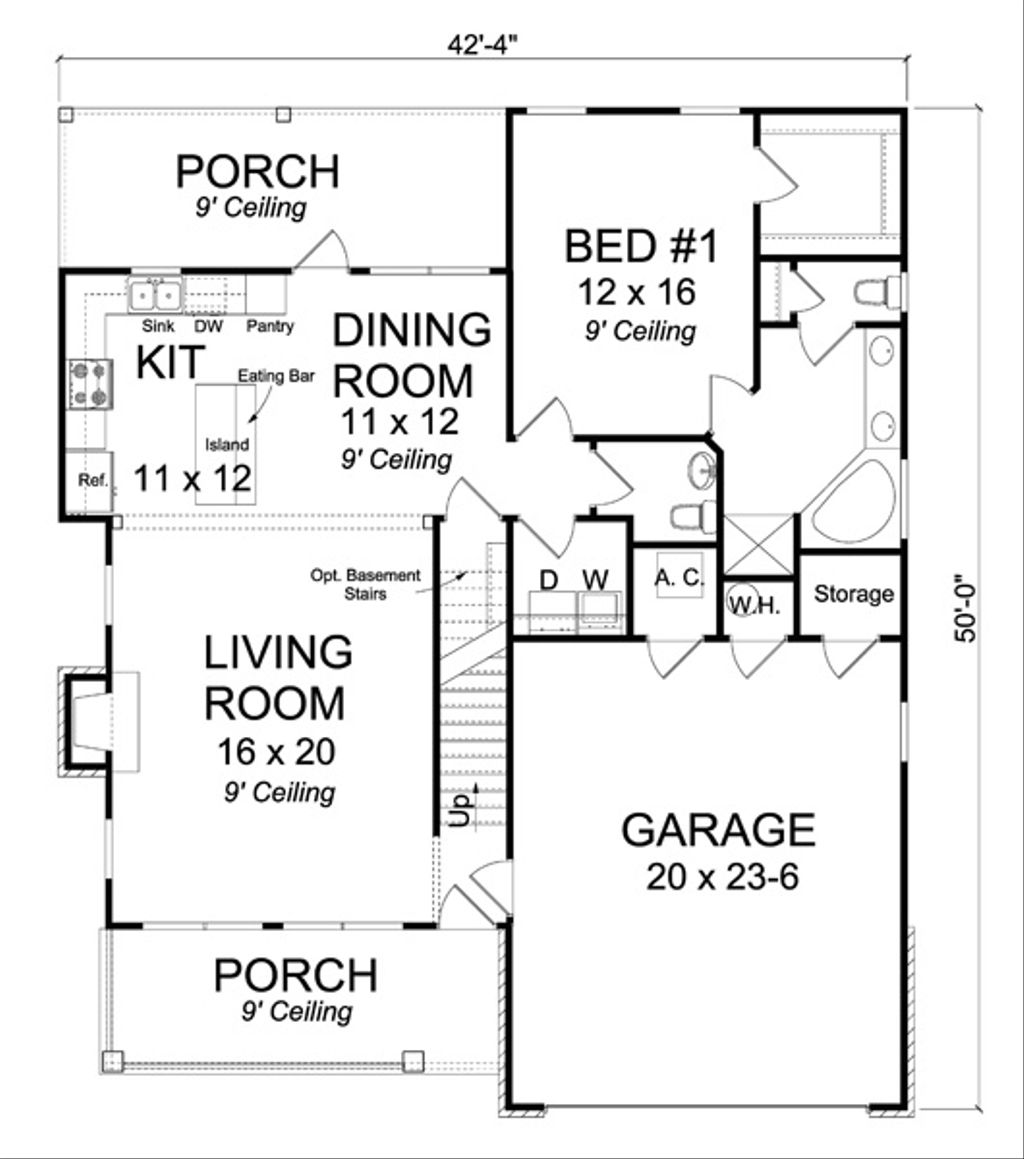 42'-4"
PORCH
9' Ceiling
BED #1
12 x 16
9' Ceiling
Sink DW Pantry
KIT
Eating Bar
Island
11 x 12
Ref.
DINING
ROOM
11 x 12
9' Ceiling
Opt. Basement
Stairs
D W
A. C.
W.H.
Storage
50'-0"
LIVING
ROOM
16 x 20
9' Ceiling
Up
GARAGE
20 x 23-6
PORCH
9' Ceiling